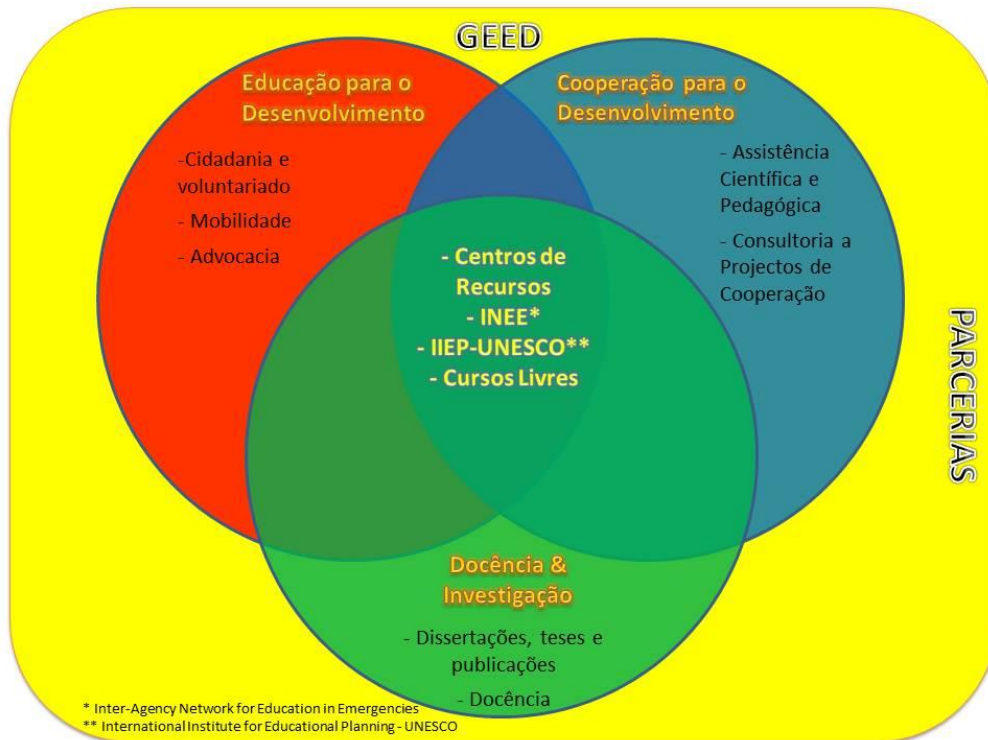 GEED
Educação para o
Desenvolvimento
-Cidadania e
voluntariado
- Mobilidade
- Advocacia
Cooperação para o
Desenvolvimento
- Assistência
Científica e
Pedagógica
- Consultoria a
Projectos de
Cooperação
- Centros de
Recursos
- INEE*
- IIEP-UNESCO**
- Cursos Livres
PARCERIAS
Docência &
Investigação
- Dissertações, teses e
publicações
- Docência
* Inter-Agency Network for Education in Emergencies
** International Institute for Educational Planning - UNESCO